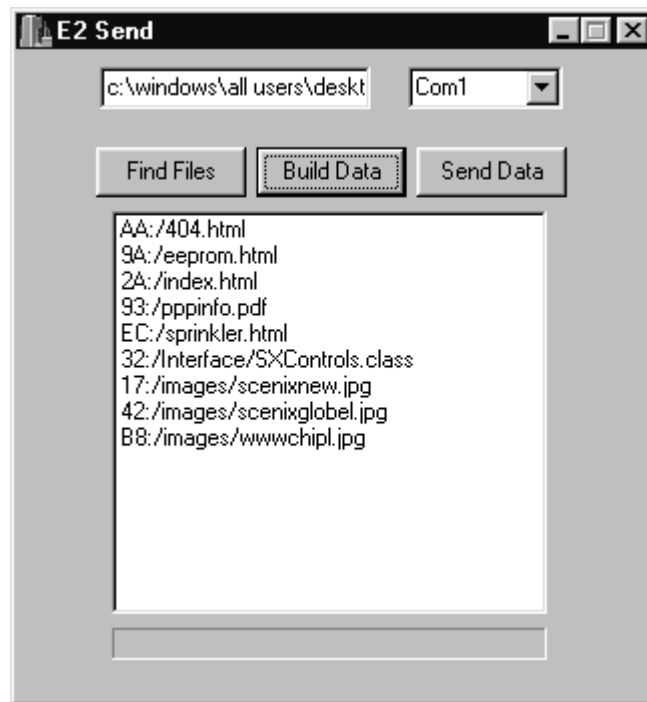 E2 Send
c:\windows\all users\deskt Com1
Find Files Build Data Send Data
AA:/404.html
9A:/eeprom.html
2A:/index.html
93:/pppinfo.pdf
EC:/sprinkler.html
32:/Interface/SXControls.class
17:/images/scenixnew.jpg
42:/images/scenixglobel.jpg
B8:/images/wwwchipl.jpg